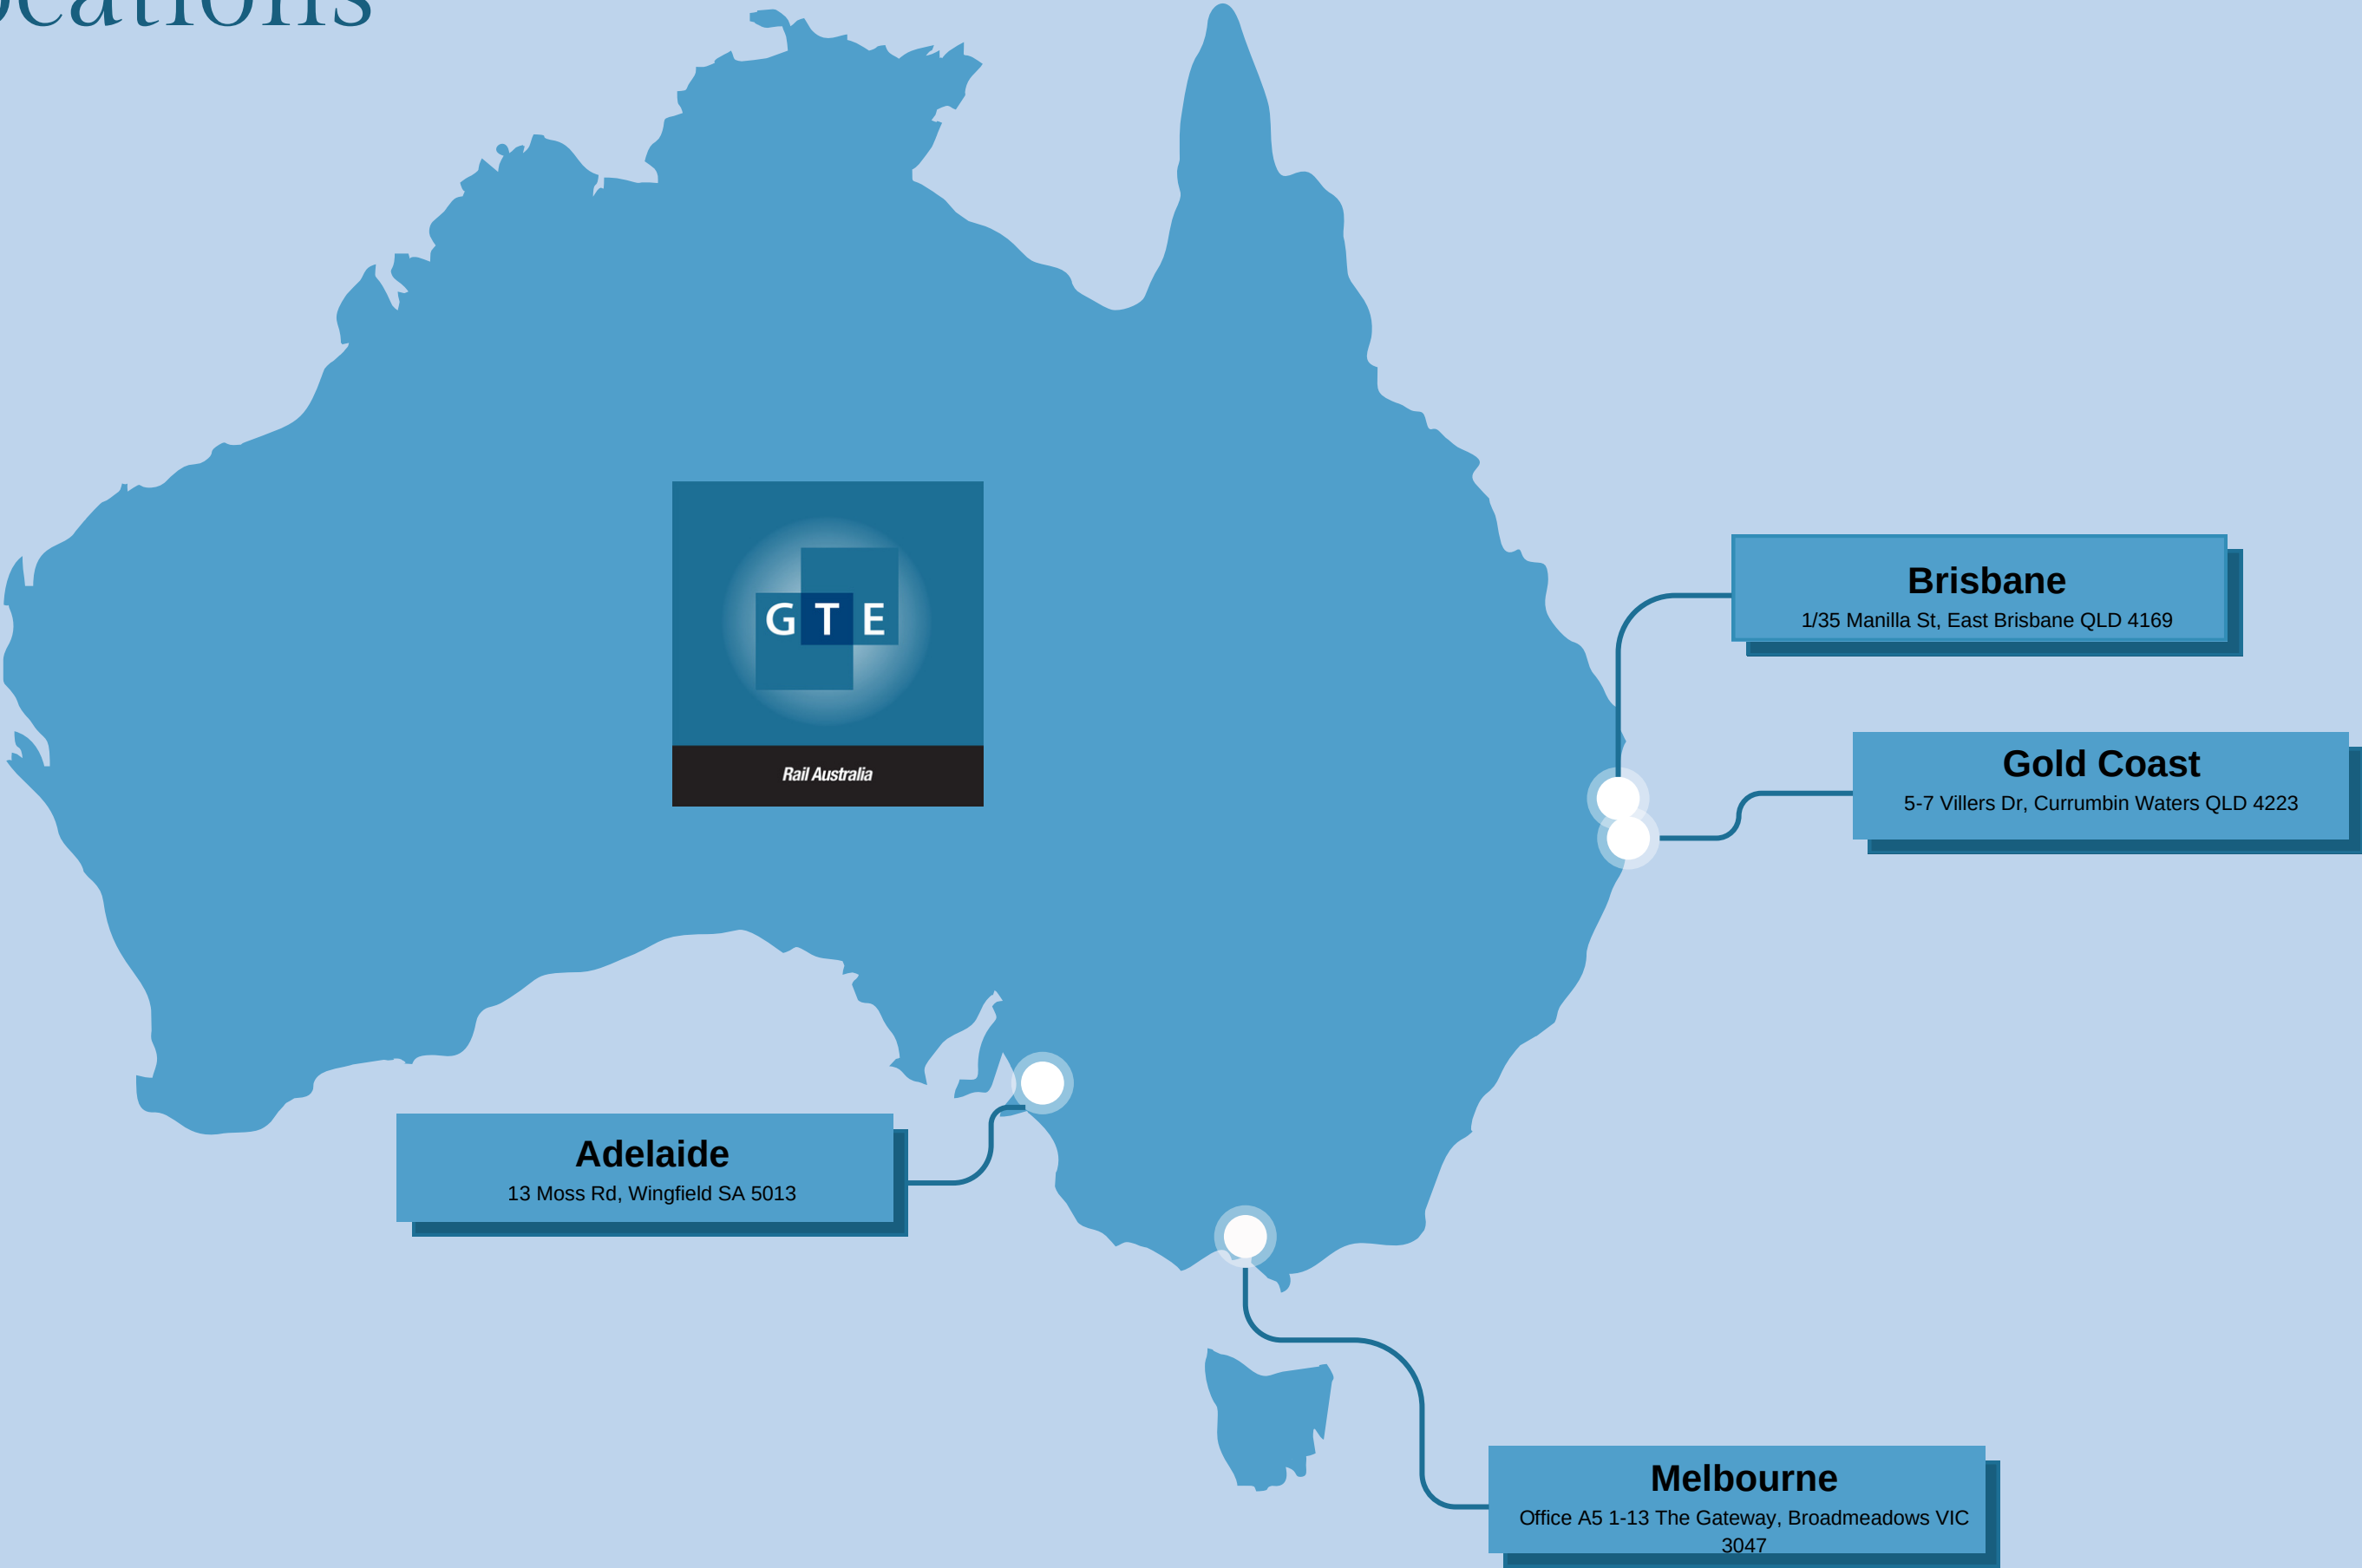 GTE
Rail Australia
Brisbane
1/35 Manilla St, East Brisbane QLD 4169
Gold Coast
5-7 Villers Dr, Currumbin Waters QLD 4223
Adelaide
13 Moss Rd, Wingfield SA 5013
Melbourne
Office A5 1-13 The Gateway, Broadmeadows VIC
3047